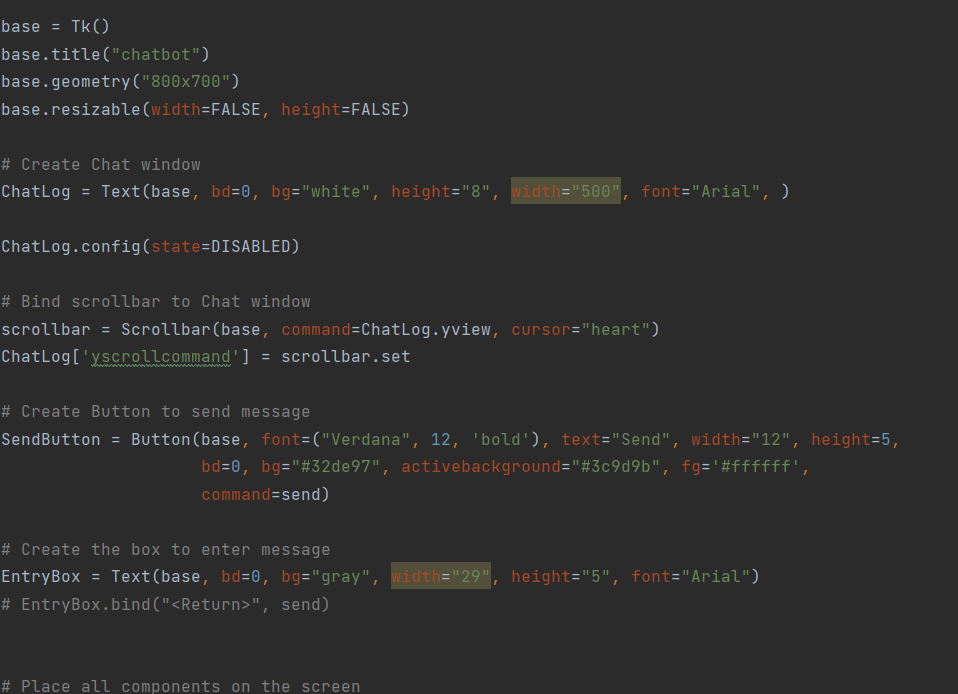 base = Tk()
base.title("chatbot")
base.geometry("800x700")
base.resizable(width=FALSE, height=FALSE)
# Create Chat window
ChatLog = Text(base, bd=0, bg="white", height="8", width="500", font="Arial", )
ChatLog.config(state=DISABLED)
# Bind scrollbar to Chat window
scrollbar = Scrollbar(base, command=ChatLog.yview, cursor="heart")
ChatLog['yscrollcommand'] = scrollbar.set
# Create Button to send message
SendButton = Button(base, font=("Verdana", 12, 'bold'), text="Send", width="12", height=5,
bd=0, bg="#32de97", activebackground="#3c9d9b", fg='#ffffff',
command=send)
# Create the box to enter message
EntryBox = Text(base, bd=0, bg="gray", width="29", height="5", font="Arial")
# EntryBox.bind("<Return>", send)
# Place all components on the screen